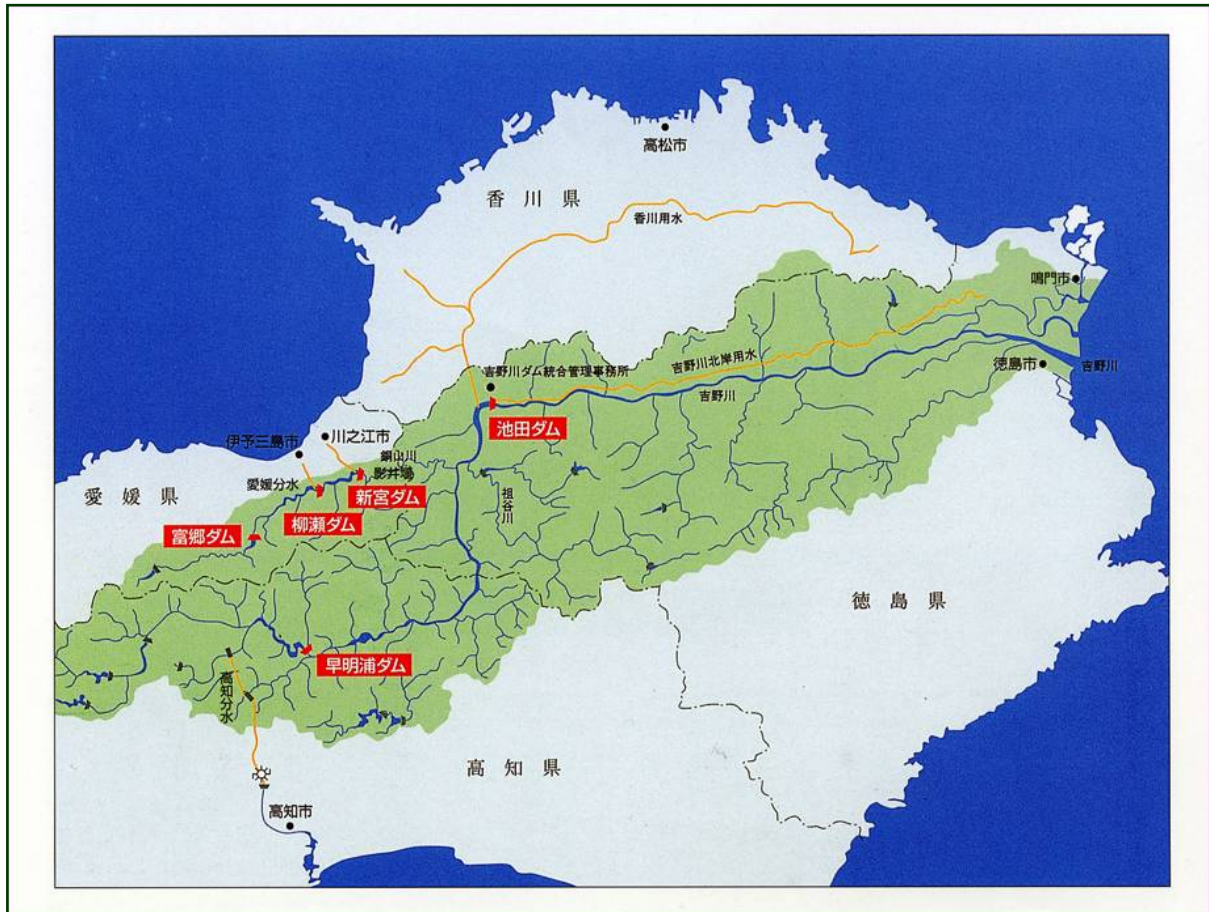 高松市
香川県
香川用水
鳴門市
吉野川北岸用水
吉野川ダム統合管理事務所
徳島市
吉野川
吉野川
池田ダム
川之江市
伊予三島市
銅山川
影井堰
愛媛分水
新宮ダム
愛媛県
柳瀬ダム
祖谷川
富郷ダム
徳島県
早明浦ダム
高知分水
高知県
高知市